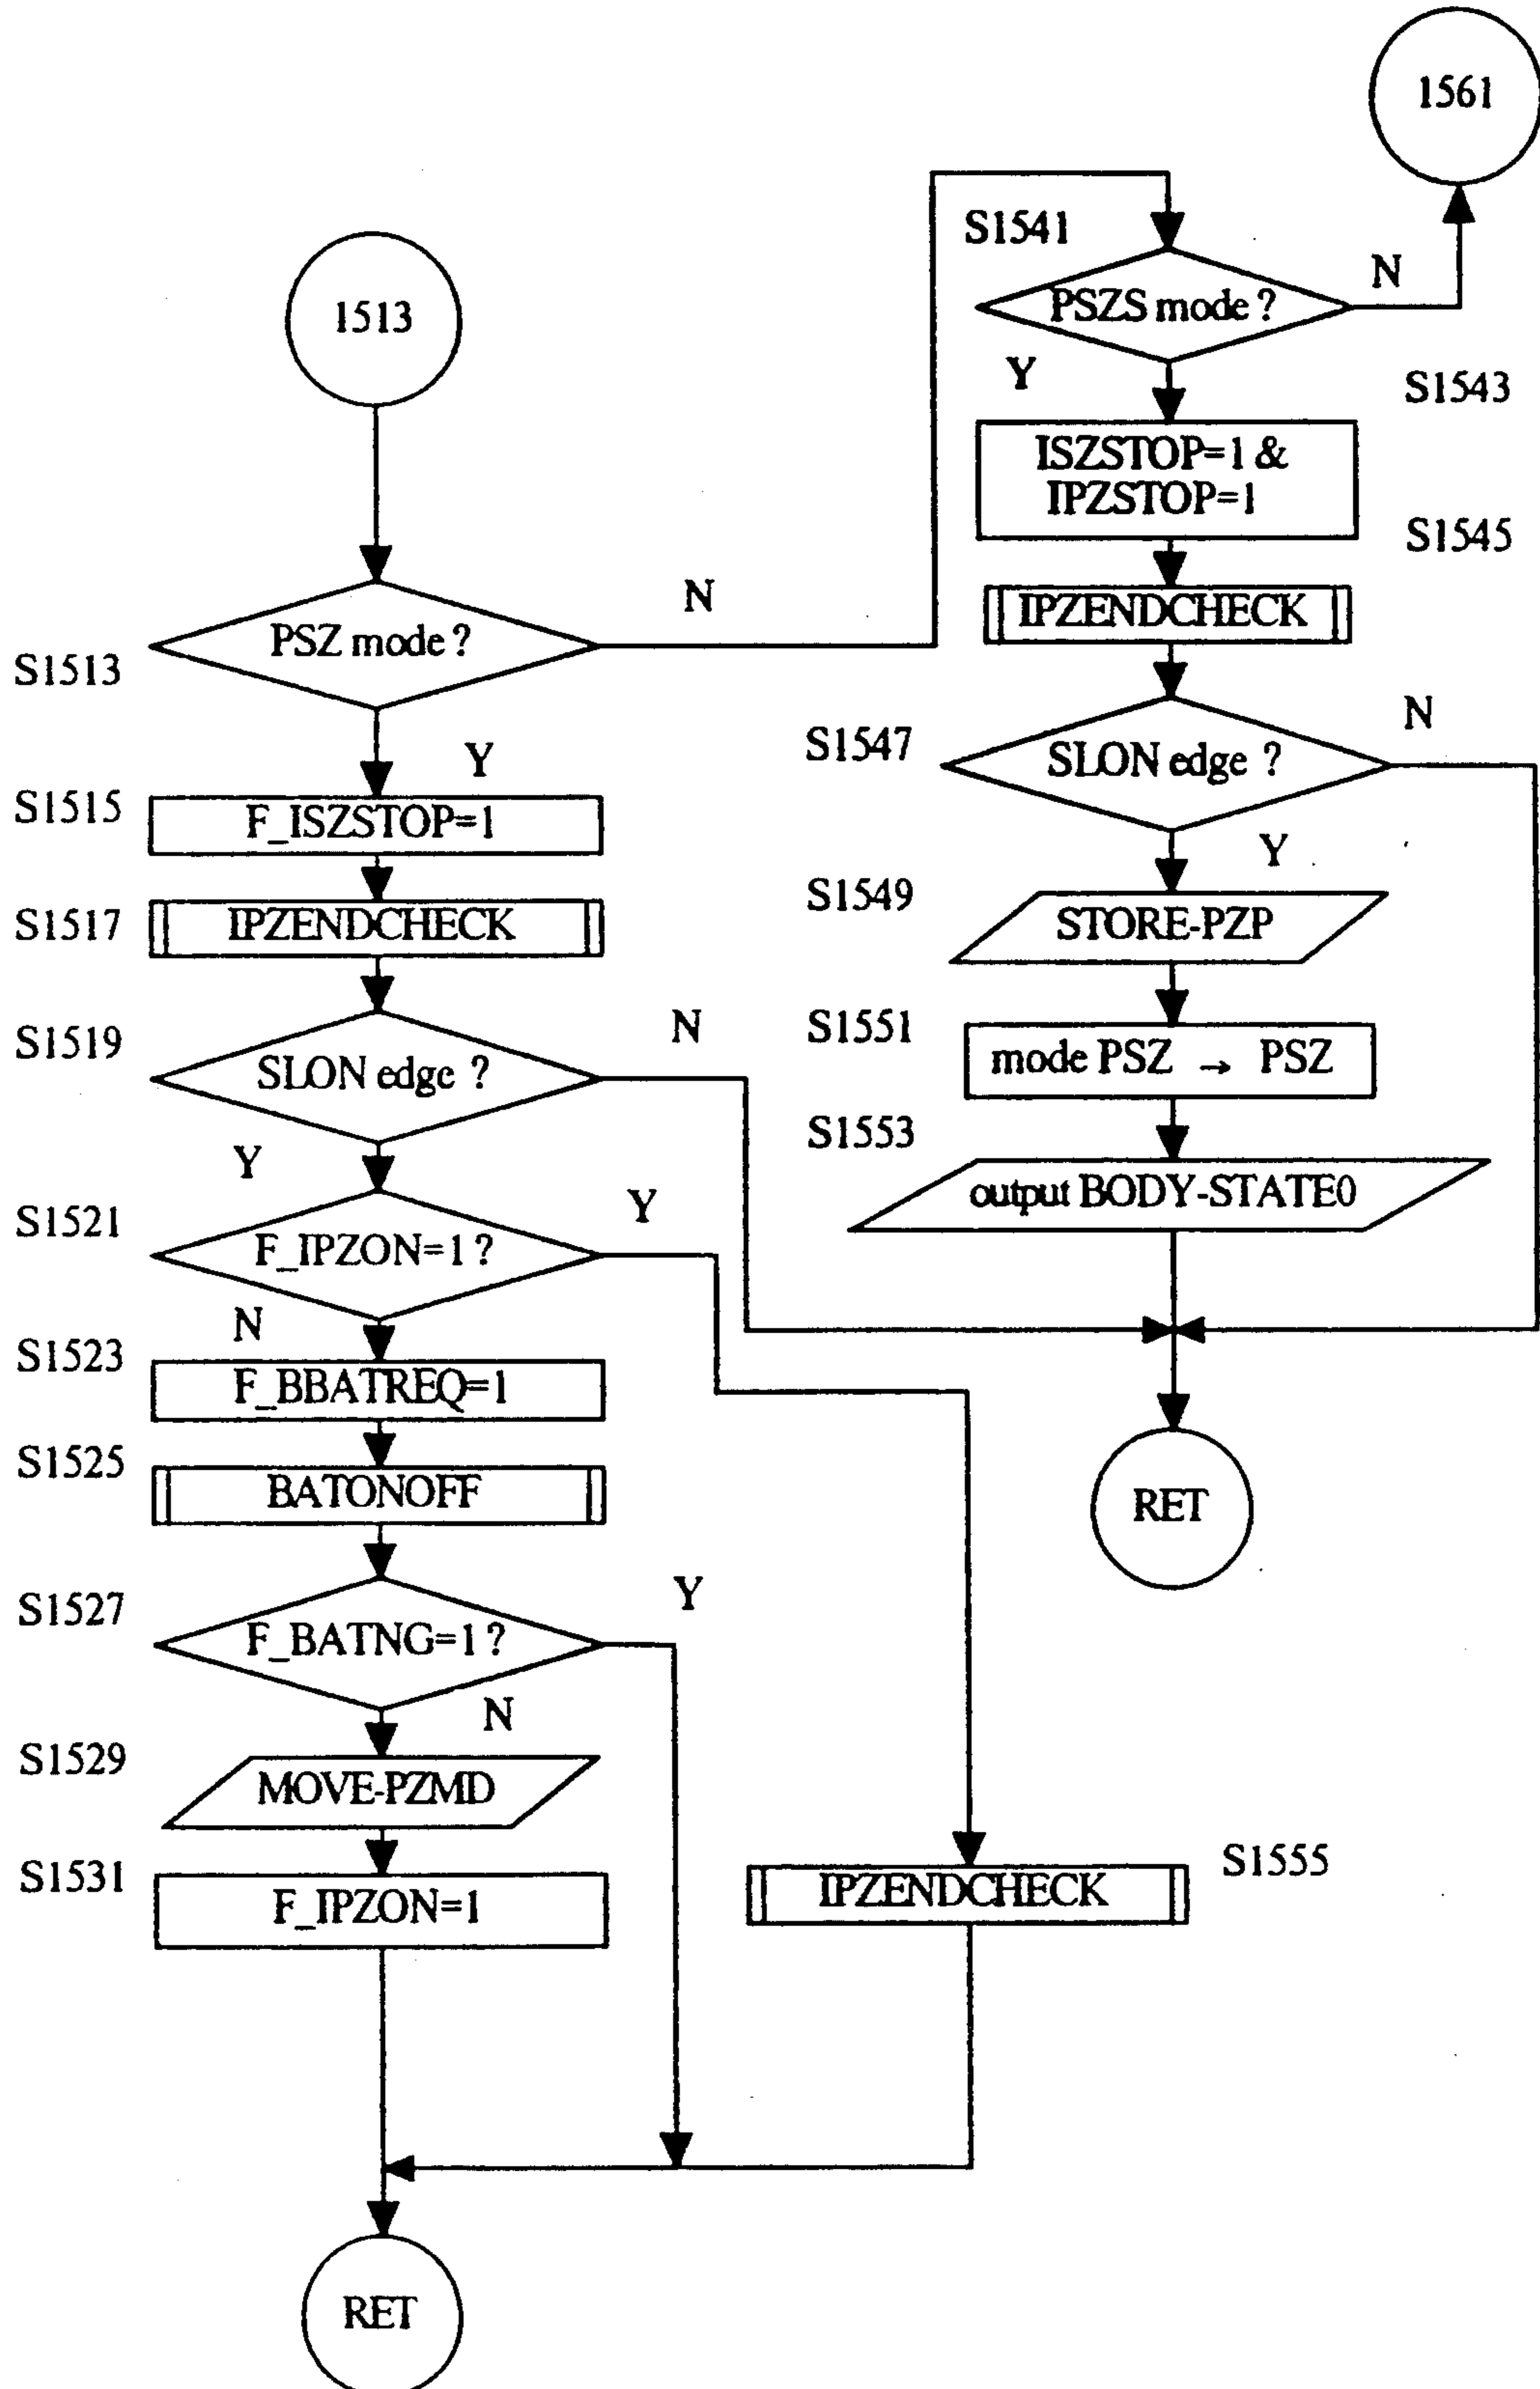 1513
PSZ mode ?
S1513
N
Y
S1515
F_ISZSTOP=1
S1517
IPZENDCHECK
S1519
SLON edge ?
N
Y
S1521
F_IPZON=1 ?
Y
N
S1523
F_BBATREQ=1
S1525
BATONOFF
S1527
F_BATNG=1 ?
Y
N
S1529
MOVE-PZMD
S1531
F_IPZON=1
RET
1561
S1541
PSZS mode ?
N
Y
S1543
ISZSTOP=1 &
IPZSTOP=1
S1545
IPZENDCHECK
S1547
SLON edge ?
N
Y
S1549
STORE-PZP
S1551
mode PSZ → PSZ
S1553
output BODY-STATE0
RET
S1555
IPZENDCHECK